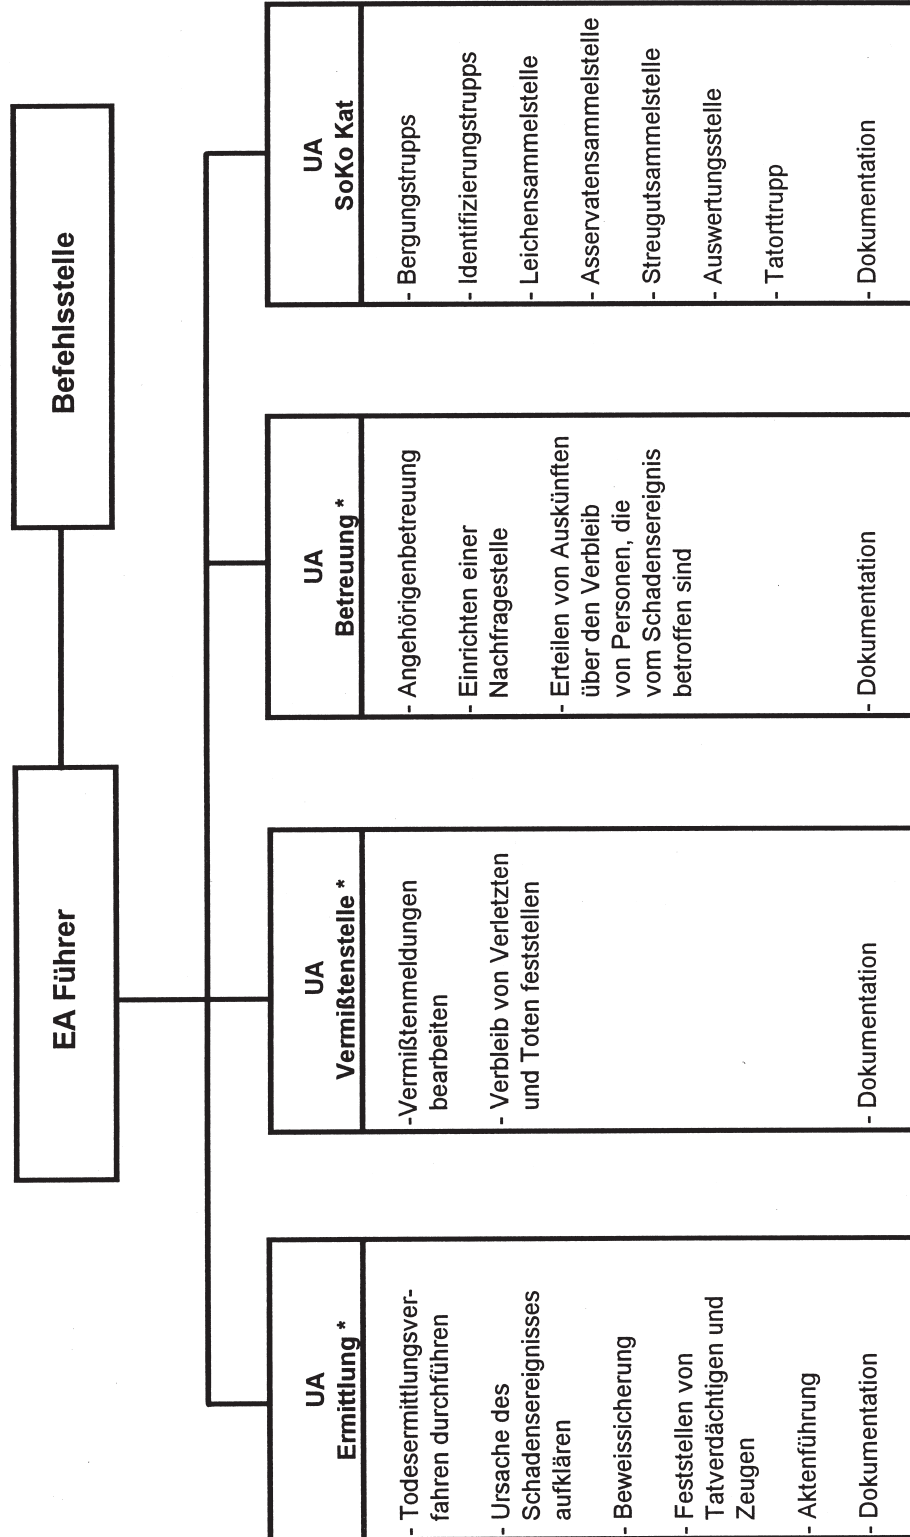 EA Führer
Befehlsstelle
UA
Ermittlung *
- Todesermittlungsver-
fahren durchführen
- Ursache des
Schadensereignisses
aufklären
- Beweissicherung
- Feststellen von
Tatverdächtigen und
Zeugen
- Aktenführung
- Dokumentation
UA
Vermißtenstelle *
-Vermißtenmeldungen
bearbeiten
- Verbleib von Verletzten
und Toten feststellen
- Dokumentation
UA
Betreuung *
- Angehörigenbetreuung
- Einrichten einer
Nachfragestelle
- Erteilen von Auskünften
über den Verbleib
von Personen, die
vom Schadensereignis
betroffen sind
- Dokumentation
UA
SoKo Kat
- Bergungstrupps
- Identifizierungstrupps
- Leichensammelstelle
- Asservatensammelstelle
- Streugutsammelstelle
- Auswertungsstelle
- Tatorttrupp
- Dokumentation